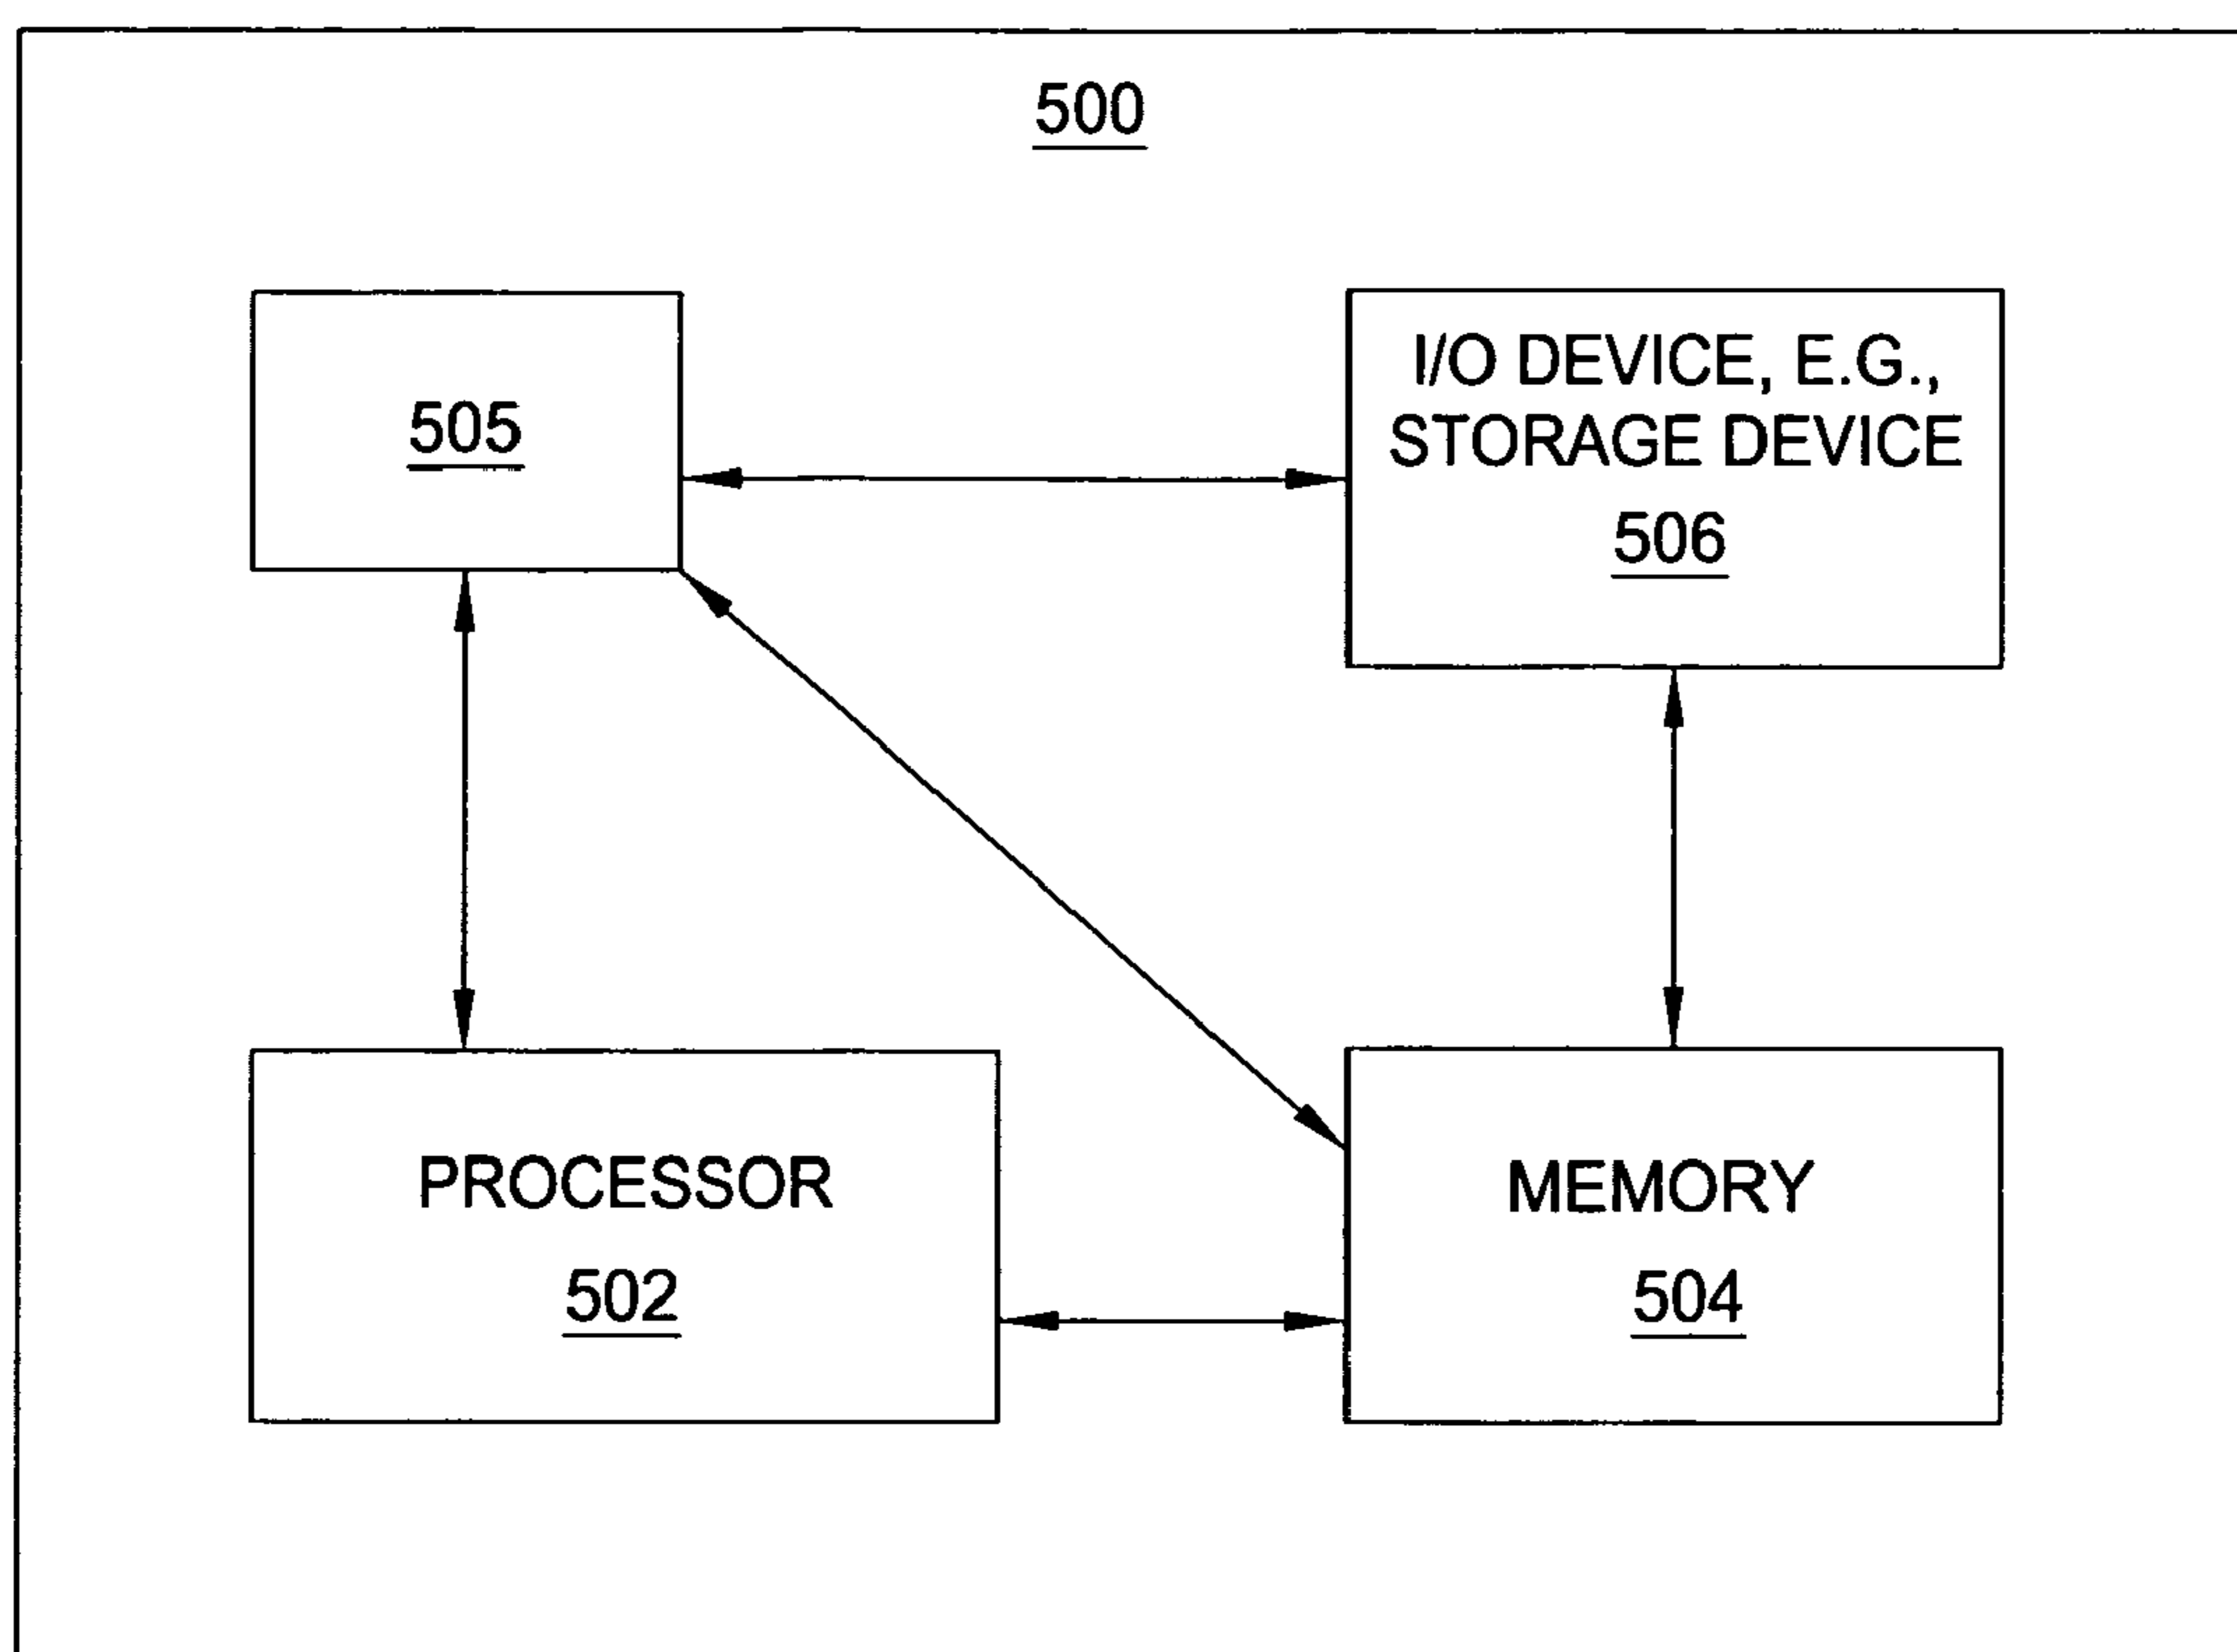 500
505
I/O DEVICE, E.G.,
STORAGE DEVICE
506
PROCESSOR
502
MEMORY
504